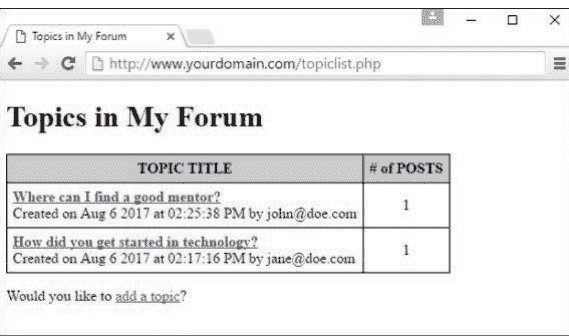 Topics in My Forum
http://www.yourdomain.com/topiclist.php
Topics in My Forum
TOPIC TITLE # of POSTS
Where can I find a good mentor?
Created on Aug 6 2017 at 02:25:38 PM by john@doe.com
1
How did you get started in technology?
Created on Aug 6 2017 at 02:17:16 PM by jane@doe.com
1
Would you like to add a topic?